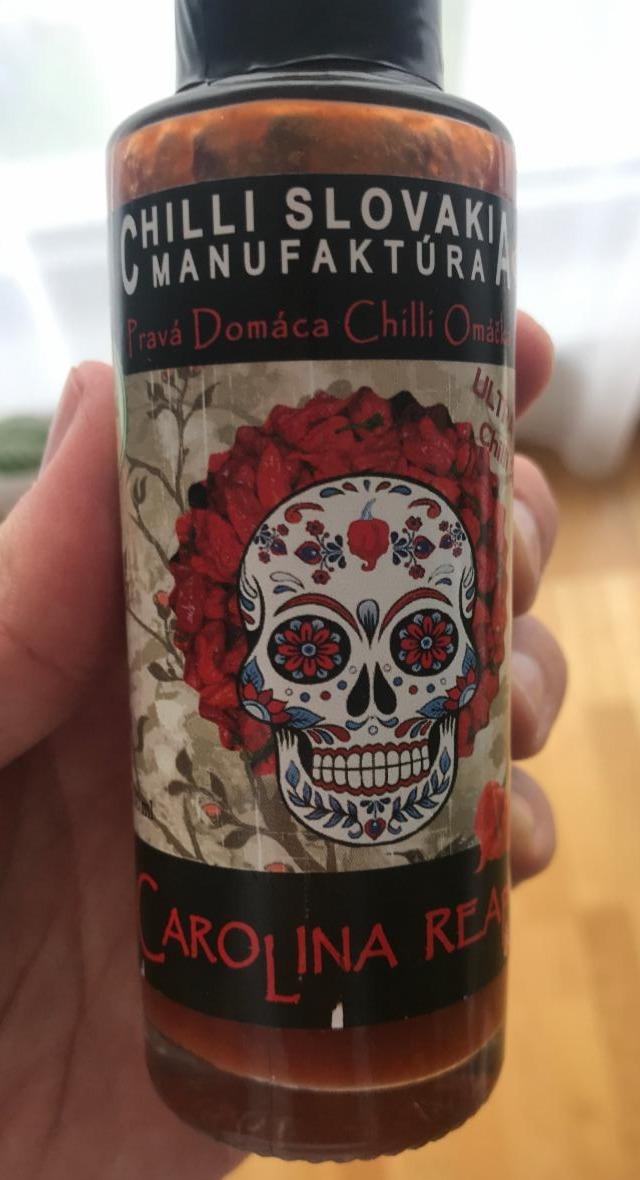 CHILLI SLOVAKIA
MANUFAKTÚRA
Pravá Domáca Chilli
CAROLINA